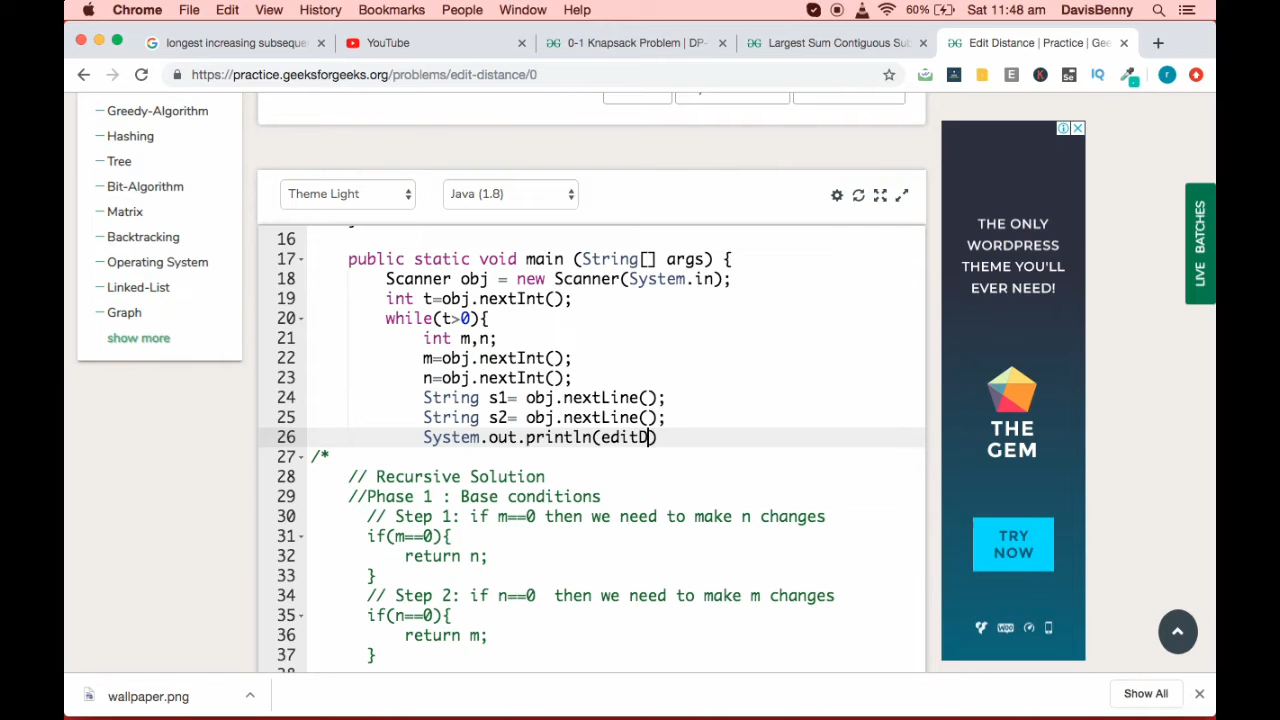 Chrome File Edit View History Bookmarks People Window Help 60% Sat 11:48 am DavisBenny
longest increasing subseque
YouTube
0-1 Knapsack Problem | DP-
Largest Sum Contiguous Sub
Edit Distance | Practice | Gee
https://practice.geeksforgeeks.org/problems/edit-distance/0
Greedy-Algorithm
Hashing
Tree
Bit-Algorithm
Matrix
Backtracking
Operating System
Linked-List
Graph
show more
Theme Light
Java (1.8)
16
17 public static void main (String[] args) {
18 Scanner obj = new Scanner(System.in);
19 int t=obj.nextInt();
20 while(t>0){
21 int m,n;
22 m=obj.nextInt();
23 n=obj.nextInt();
24 String s1= obj.nextLine();
25 String s2= obj.nextLine();
26 System.out.println(editD)
27 /*
28 // Recursive Solution
29 //Phase 1 : Base conditions
30 // Step 1: if m==0 then we need to make n changes
31 if(m==0){
32 return n;
33 }
34 // Step 2: if n==0 then we need to make m changes
35 if(n==0){
36 return m;
37 }
THE ONLY
WORDPRESS
THEME YOU'LL
EVER NEED!
THE
GEM
TRY
NOW
LIVE BATCHES
wallpaper.png
Show All